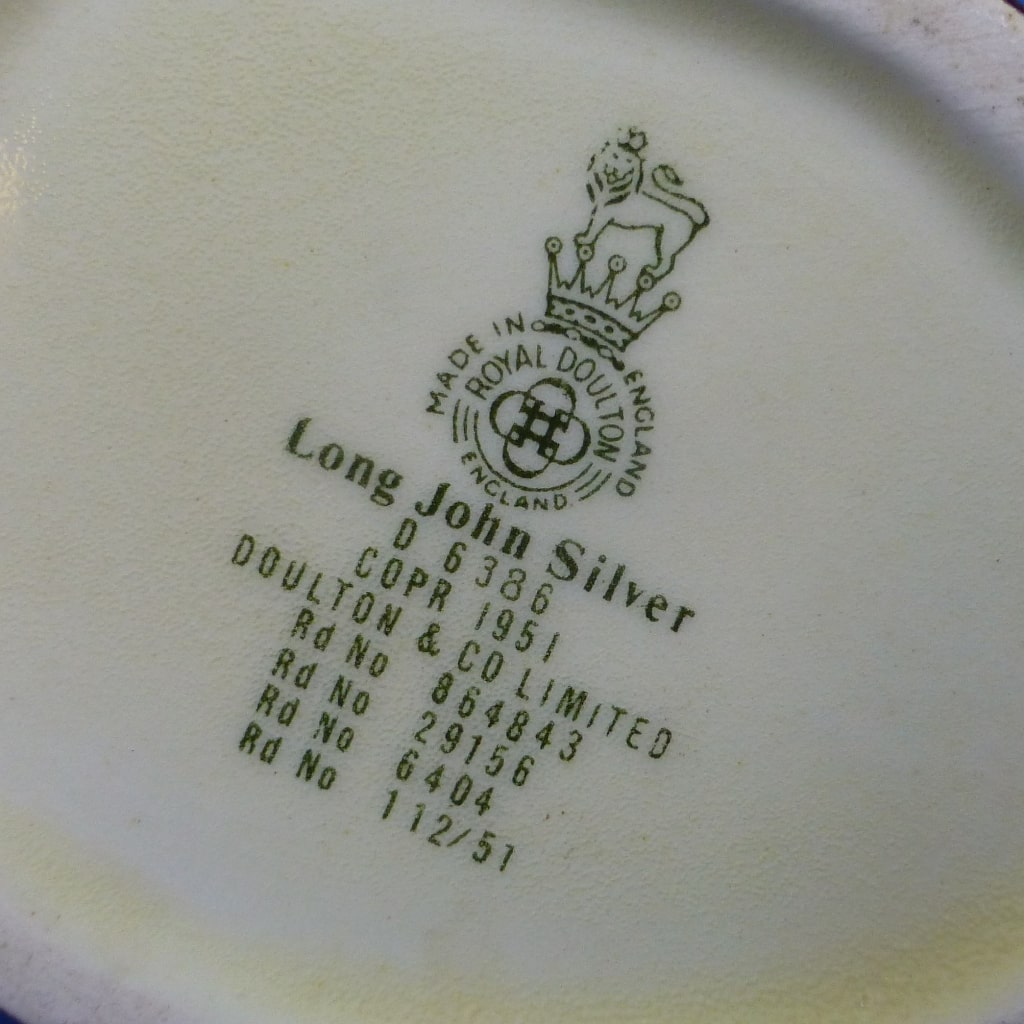 MADE IN ENGLAND
ROYAL DOULTON
ENGLAND
Long John Silver
D 6386
COPR 1951
DOULTON & CO LIMITED
Rd No 864843
Rd No 29156
Rd No 6404
Rd No 112/51